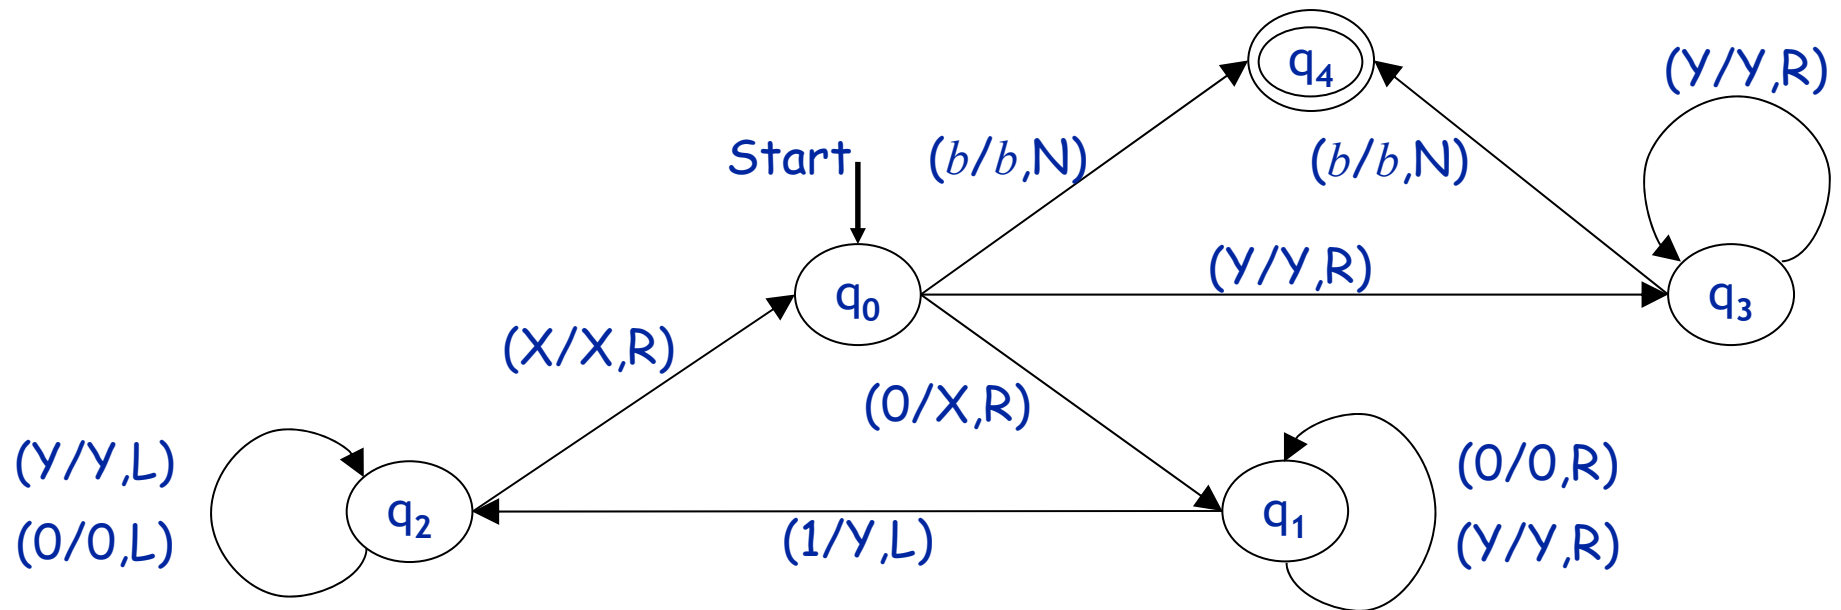 q4
(Y/Y,R)
Start
(b/b,N)
(b/b,N)
(Y/Y,R)
q0
q3
(X/X,R)
(0/X,R)
(Y/Y,L)
(0/0,L)
q2
(1/Y,L)
q1
(0/0,R)
(Y/Y,R)